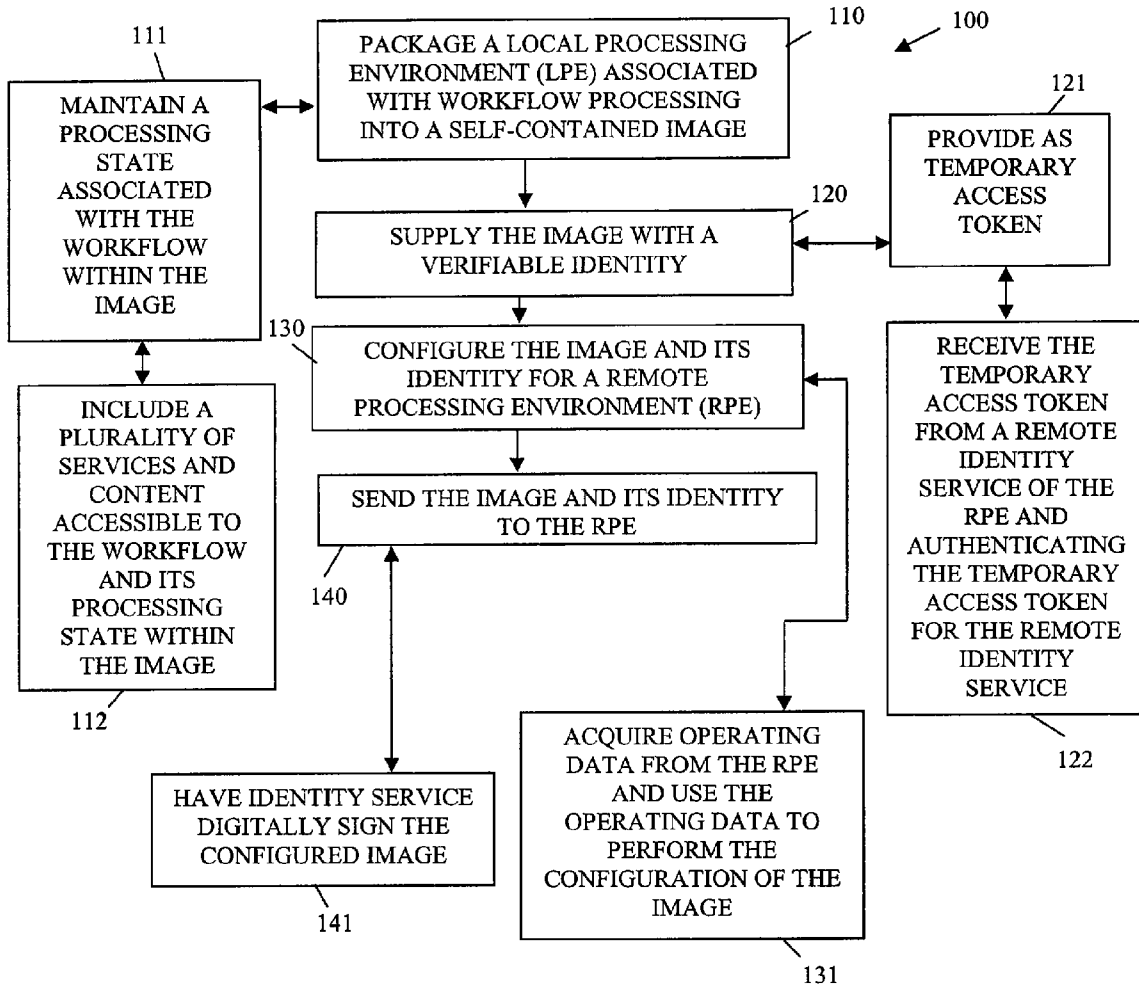 110
100
PACKAGE A LOCAL PROCESSING
ENVIRONMENT (LPE) ASSOCIATED
WITH WORKFLOW PROCESSING
INTO A SELF-CONTAINED IMAGE
111
MAINTAIN A
PROCESSING
STATE
ASSOCIATED
WITH THE
WORKFLOW
WITHIN THE
IMAGE
121
PROVIDE AS
TEMPORARY
ACCESS
TOKEN
120
SUPPLY THE IMAGE WITH A
VERIFIABLE IDENTITY
130
CONFIGURE THE IMAGE AND ITS
IDENTITY FOR A REMOTE
PROCESSING ENVIRONMENT (RPE)
RECEIVE THE
TEMPORARY
ACCESS TOKEN
FROM A REMOTE
IDENTITY
SERVICE OF THE
RPE AND
AUTHENTICATING
THE TEMPORARY
ACCESS TOKEN
FOR THE REMOTE
IDENTITY
SERVICE
122
INCLUDE A
PLURALITY OF
SERVICES AND
CONTENT
ACCESSIBLE TO
THE WORKFLOW
AND ITS
PROCESSING
STATE WITHIN
THE IMAGE
112
SEND THE IMAGE AND ITS IDENTITY
TO THE RPE
140
HAVE IDENTITY SERVICE
DIGITALLY SIGN THE
CONFIGURED IMAGE
141
ACQUIRE OPERATING
DATA FROM THE RPE
AND USE THE
OPERATING DATA TO
PERFORM THE
CONFIGURATION OF THE
IMAGE
131